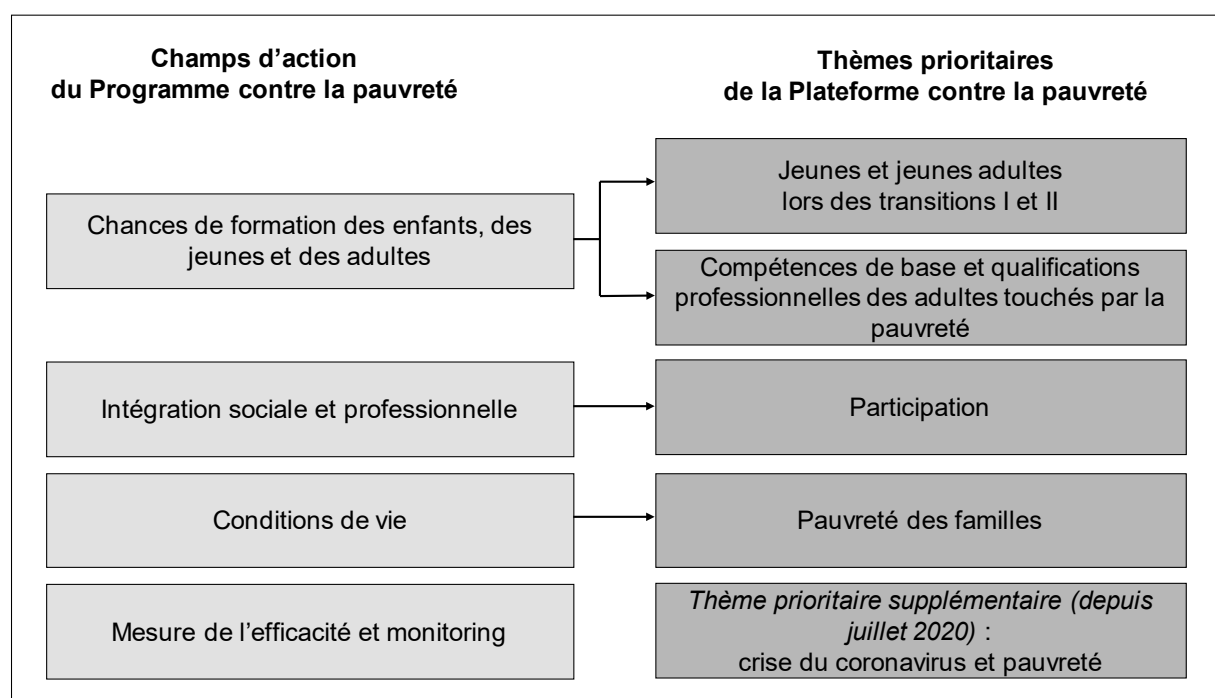 Champs d’action
du Programme contre la pauvreté
Thèmes prioritaires
de la Plateforme contre la pauvreté
Chances de formation des enfants, des
jeunes et des adultes
Jeunes et jeunes adultes
lors des transitions I et II
Compétences de base et qualifications
professionnelles des adultes touchés par la
pauvreté
Intégration sociale et professionnelle
Participation
Conditions de vie
Pauvreté des familles
Mesure de l’efficacité et monitoring
Thème prioritaire supplémentaire (depuis
juillet 2020) :
crise du coronavirus et pauvreté